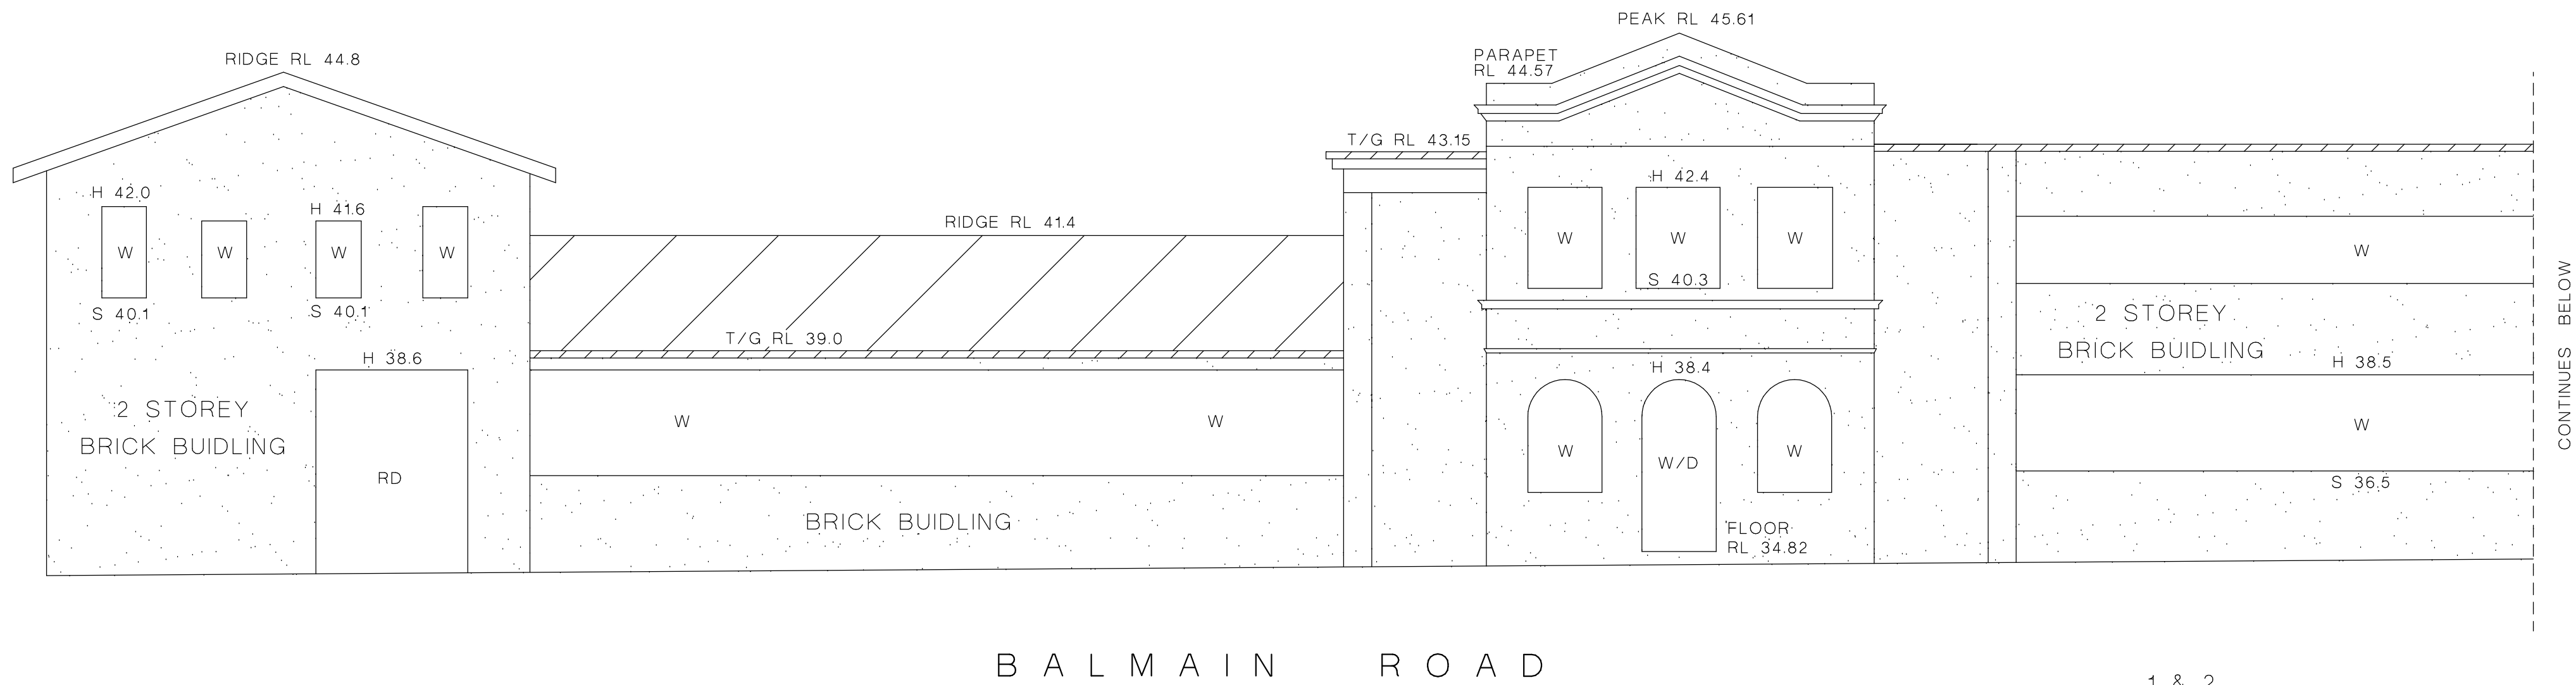 PEAK RL 45.61
RIDGE RL 44.8
PARAPET
RL 44.57
T/G RL 43.15
H 42.0
H 41.6
H 42.4
RIDGE RL 41.4
W
W
W
W
W
W
W
W
S 40.1
S 40.1
S 40.3
2 STOREY
BRICK BUIDLING
T/G RL 39.0
H 38.6
H 38.4
H 38.5
CONTINUES BELOW
2 STOREY
BRICK BUIDLING
W
W
W
W
W
W/D
RD
S 36.5
BRICK BUIDLING
FLOOR
RL 34.82
BALMAIN ROAD
1 & 2